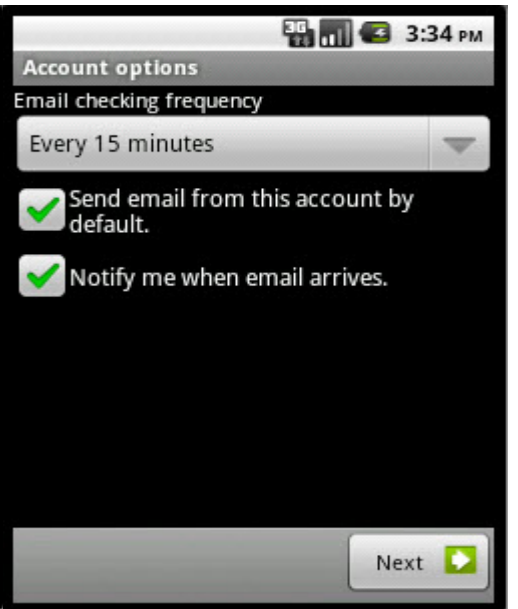 3G 3:34 PM
Account options
Email checking frequency
Every 15 minutes
Send email from this account by
default.
Notify me when email arrives.
Next